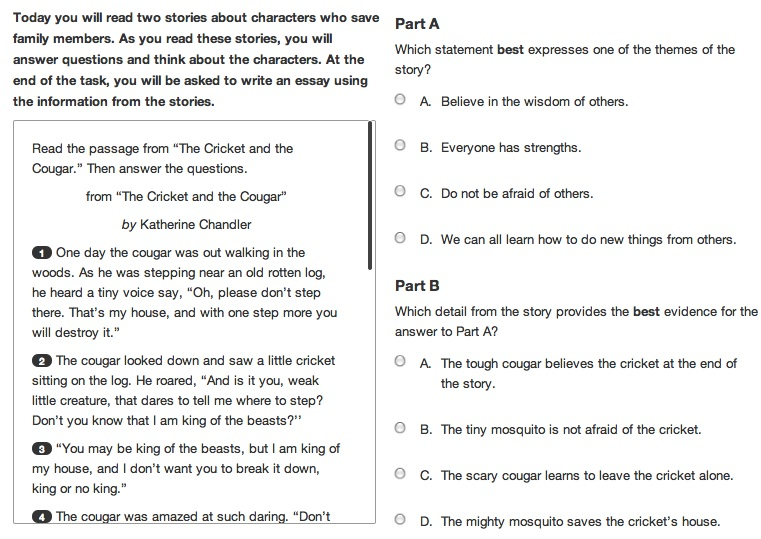 Today you will read two stories about characters who save
family members. As you read these stories, you will
answer questions and think about the characters. At the
end of the task, you will be asked to write an essay using
the information from the stories.
Read the passage from “The Cricket and the
Cougar.” Then answer the questions.
from “The Cricket and the Cougar”
by Katherine Chandler
1 One day the cougar was out walking in the
woods. As he was stepping near an old rotten log,
he heard a tiny voice say, “Oh, please don’t step
there. That’s my house, and with one step more you
will destroy it.”
2 The cougar looked down and saw a little cricket
sitting on the log. He roared, “And is it you, weak
little creature, that dares to tell me where to step?
Don’t you know that I am king of the beasts?’’
3 “You may be king of the beasts, but I am king of
my house, and I don’t want you to break it down,
king or no king.”
4 The cougar was amazed at such daring. “Don’t
Part A
Which statement best expresses one of the themes of the
story?
A. Believe in the wisdom of others.
B. Everyone has strengths.
C. Do not be afraid of others.
D. We can all learn how to do new things from others.
Part B
Which detail from the story provides the best evidence for the
answer to Part A?
A. The tough cougar believes the cricket at the end of
the story.
B. The tiny mosquito is not afraid of the cricket.
C. The scary cougar learns to leave the cricket alone.
D. The mighty mosquito saves the cricket’s house.